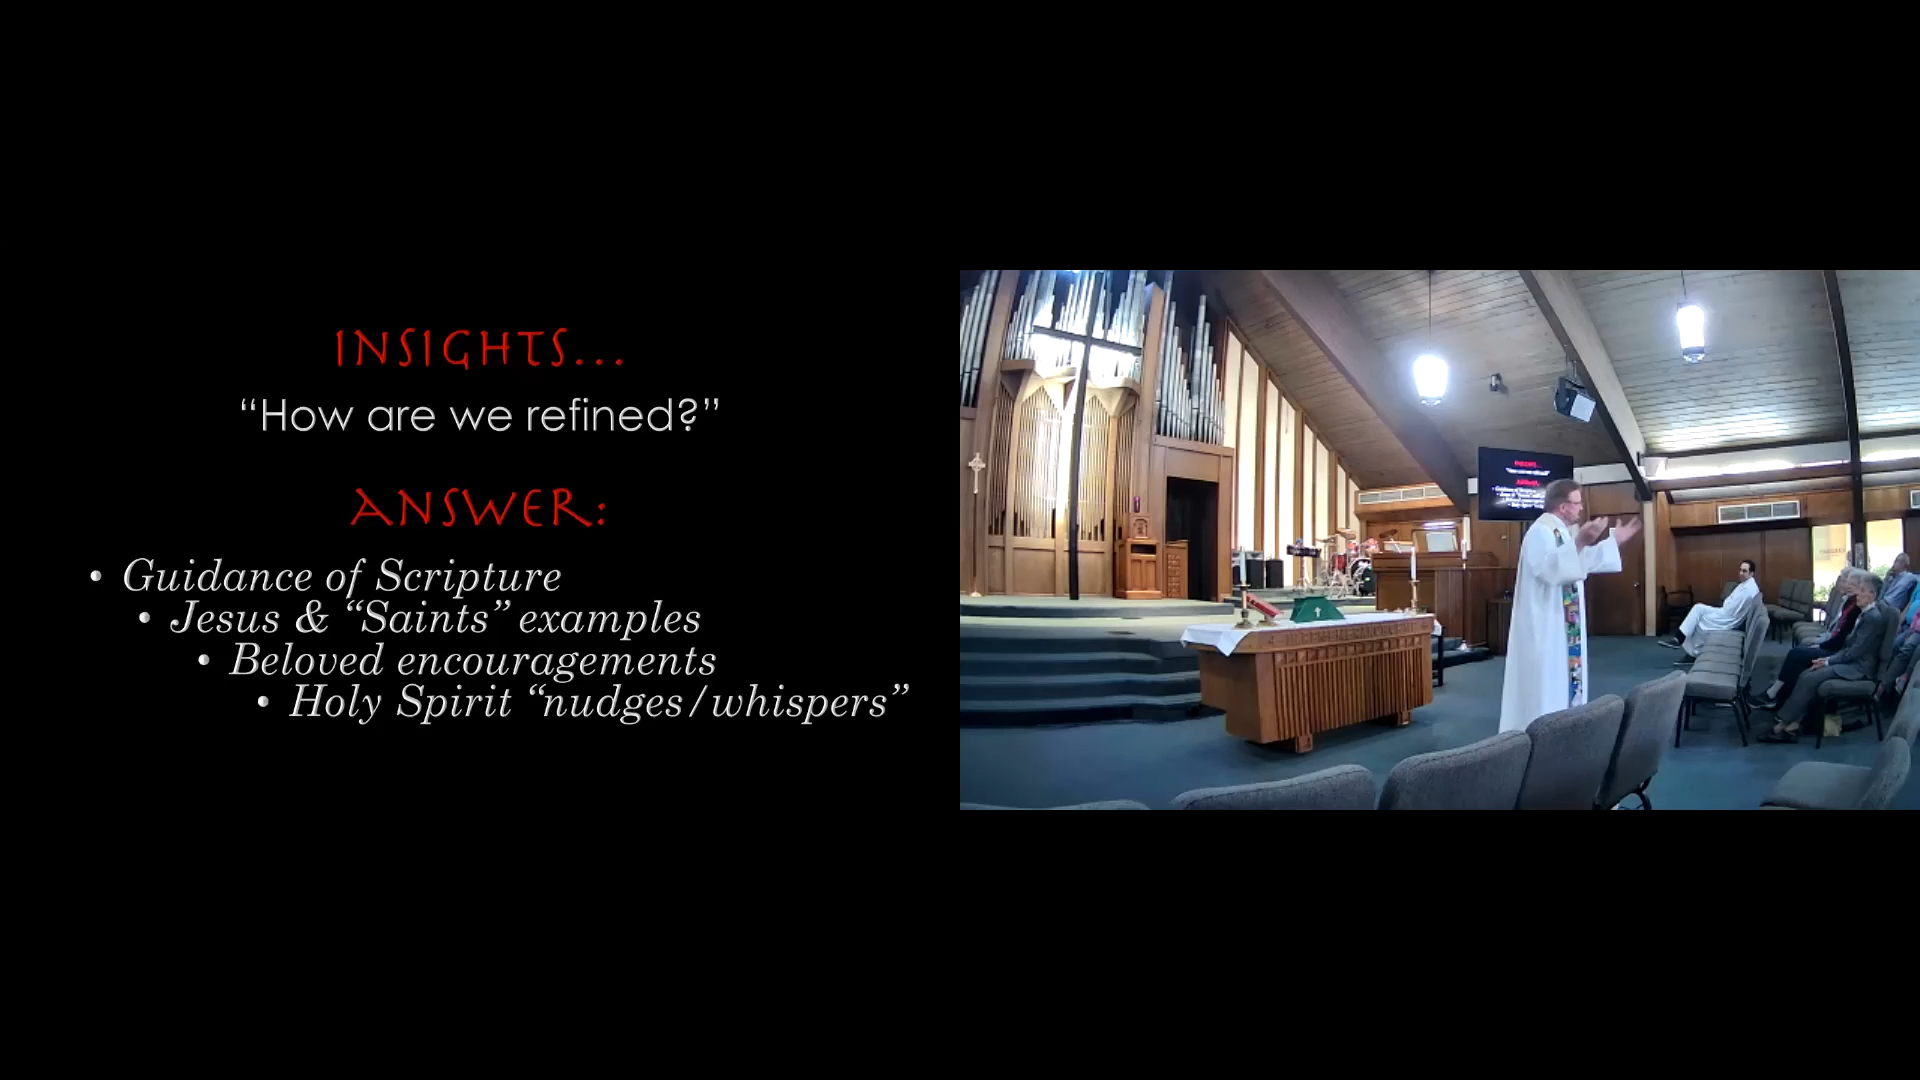 INSIGHTS...
“How are we refined?”
ANSWER:
• Guidance of Scripture
• Jesus & “Saints” examples
• Beloved encouragements
• Holy Spirit “nudges/whispers”